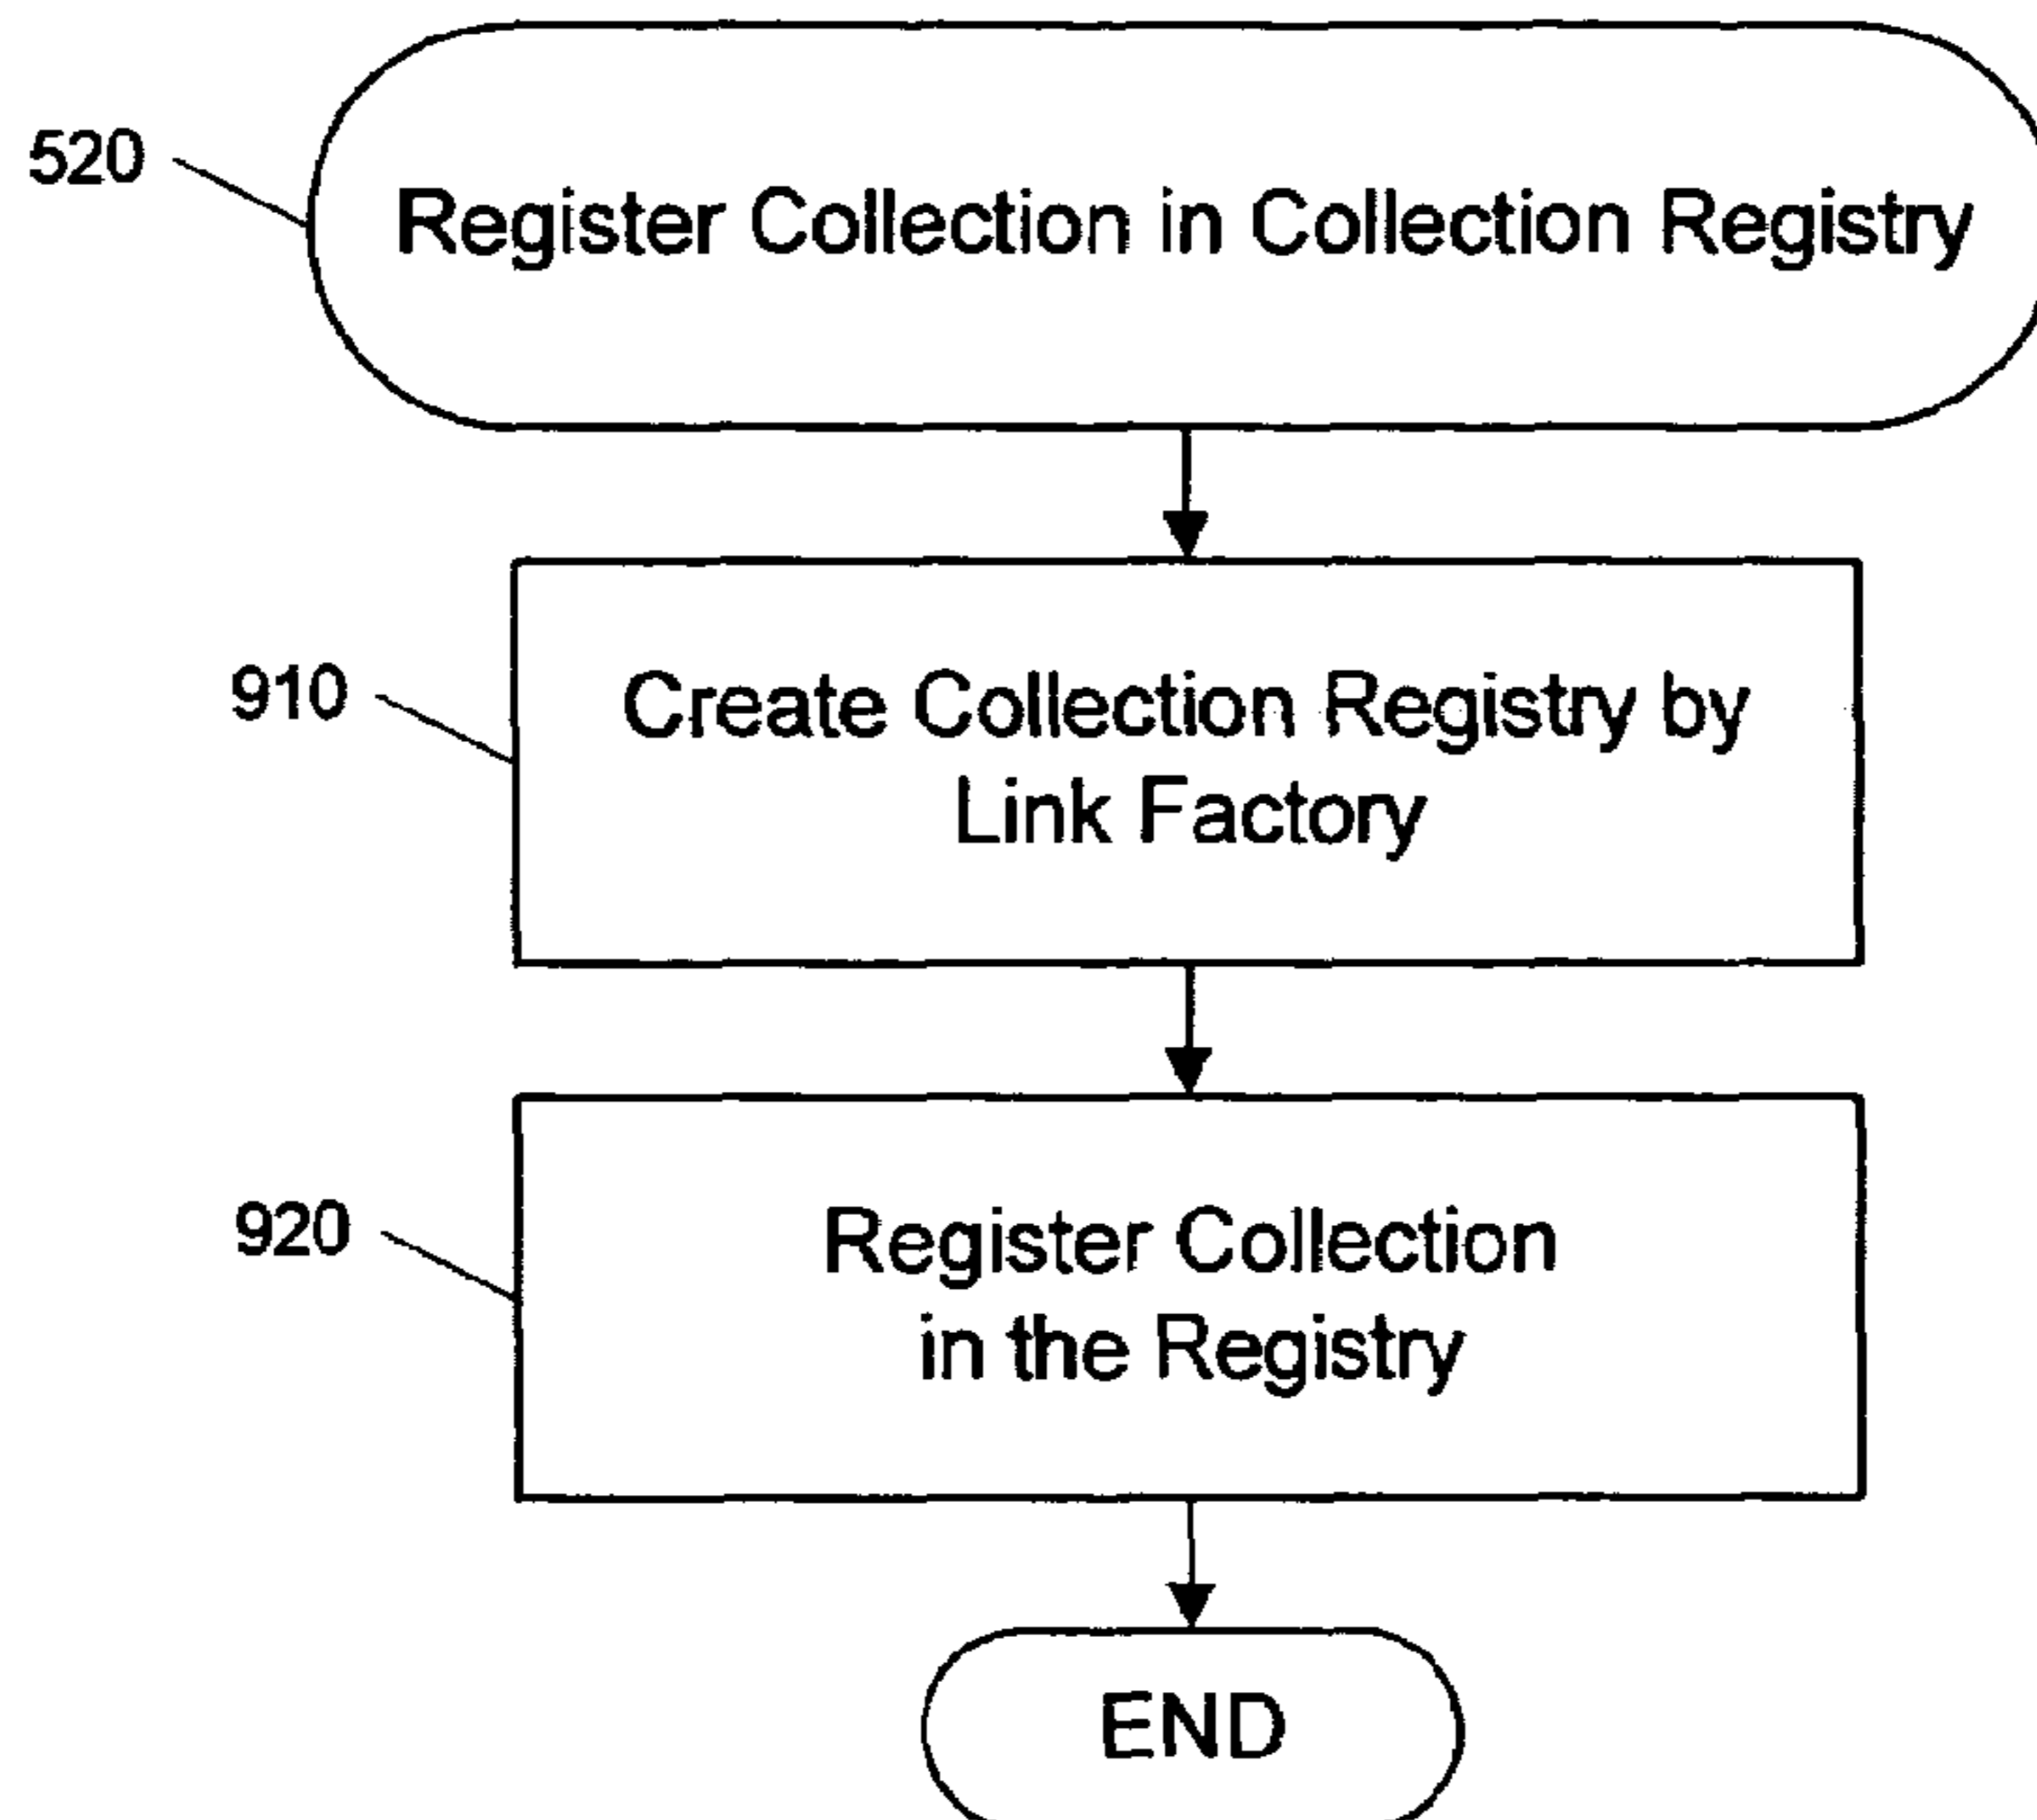 520
Register Collection in Collection Registry
910
Create Collection Registry by
Link Factory
920
Register Collection
in the Registry
END